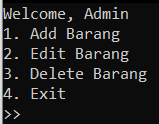 Welcome, Admin
1. Add Barang
2. Edit Barang
3. Delete Barang
4. Exit
>>